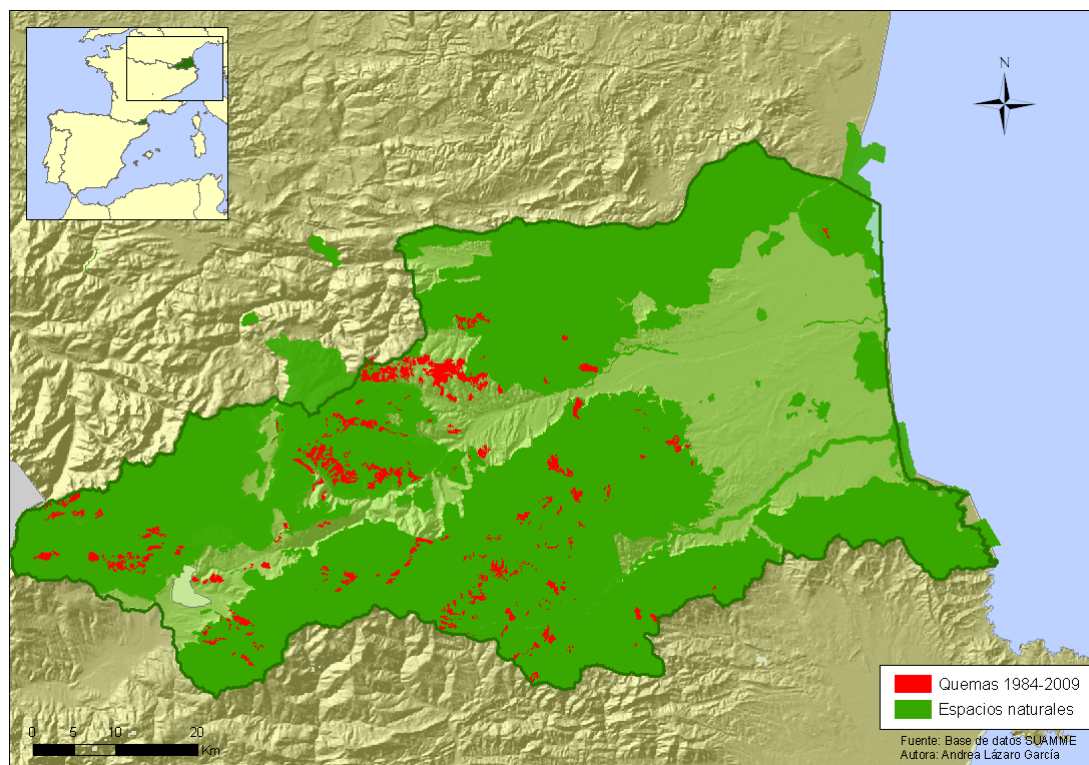 N
Quemas 1984-2009
Espacios naturales
0 5 10 20
Km
Fuente: Base de datos SUAMME
Autora: Andrea Lázaro García